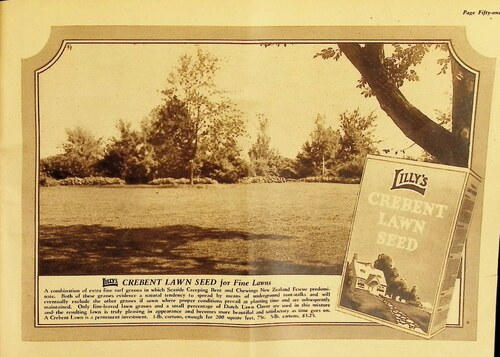 Page Fifty-one
LILLY'S
CREBENT
LAWN
SEED
LILLY'S CREBENT LAWN SEED for Fine Lawns
A combination of extra fine turf grasses in which Seaside Creeping Bent and Chewings New Zealand Fescue predomi-
nate. Both of these grasses evidence a natural tendency to spread by means of underground root-stalks and will
eventually exclude the other grasses if sown where proper conditions prevail at planting time and are subsequently
maintained. Only fine-leafed lawn grasses and a small percentage of Dutch Lawn Clover are used in this mixture
and the resulting lawn is truly pleasing in appearance and becomes more beautiful and satisfactory as time goes on.
A Crebent Lawn is a permanent investment. 1-lb. cartons, enough for 200 square feet, 75c. 5-lb. cartons, $3.25.